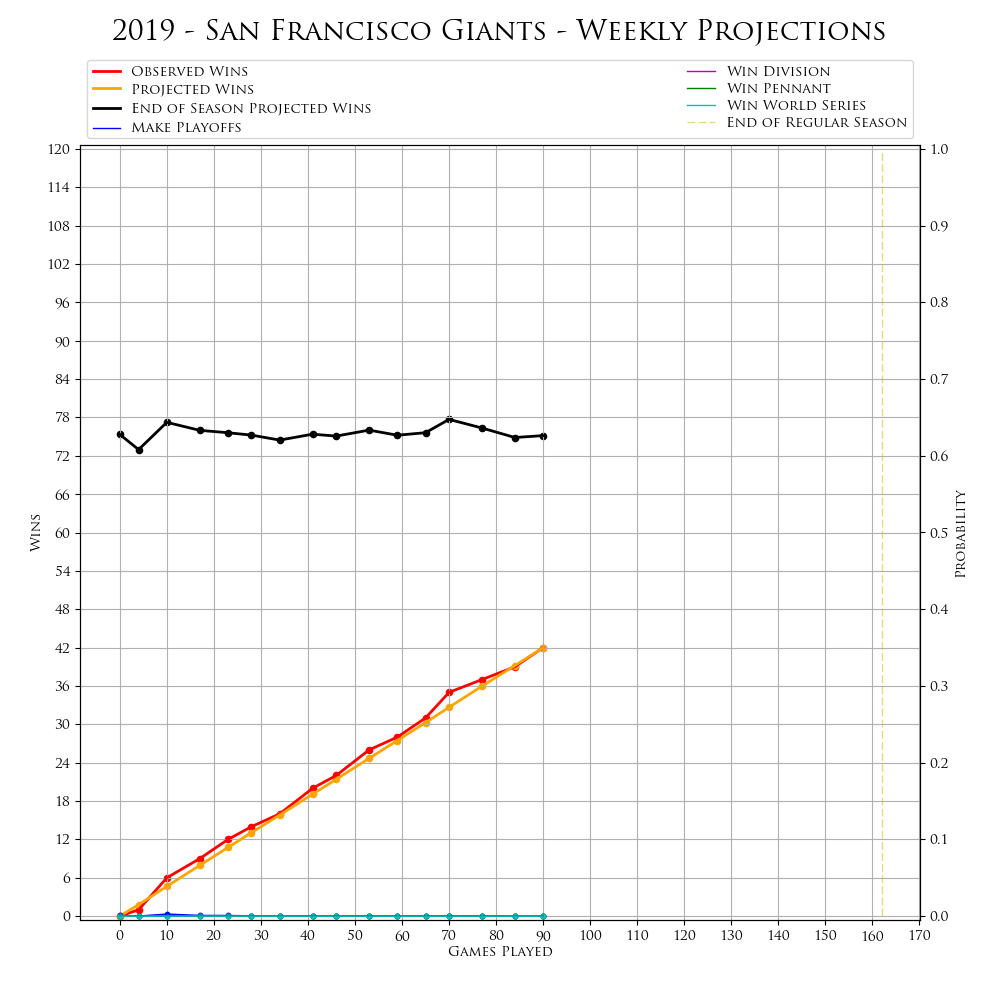 2019 - San Francisco Giants - Weekly Projections
Observed Wins
Projected Wins
End of Season Projected Wins
Make Playoffs
Win Division
Win Pennant
Win World Series
End of Regular Season
120
114
108
102
96
90
84
78
72
66
60
54
48
42
36
30
24
18
12
6
0
Wins
1.0
0.9
0.8
0.7
0.6
0.5
0.4
0.3
0.2
0.1
0.0
Probability
0 10 20 30 40 50 60 70 80 90 100 110 120 130 140 150 160 170
Games Played